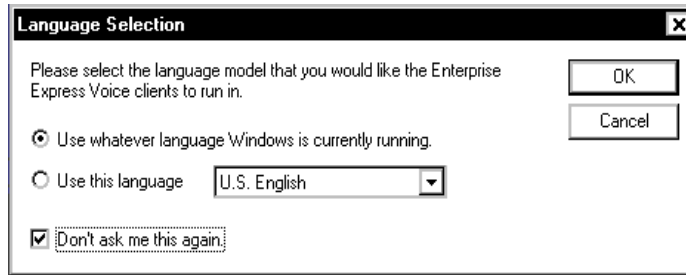 Language Selection
Please select the language model that you would like the Enterprise
Express Voice clients to run in.
OK
Cancel
Use whatever language Windows is currently running.
Use this language
U.S. English
Don't ask me this again.